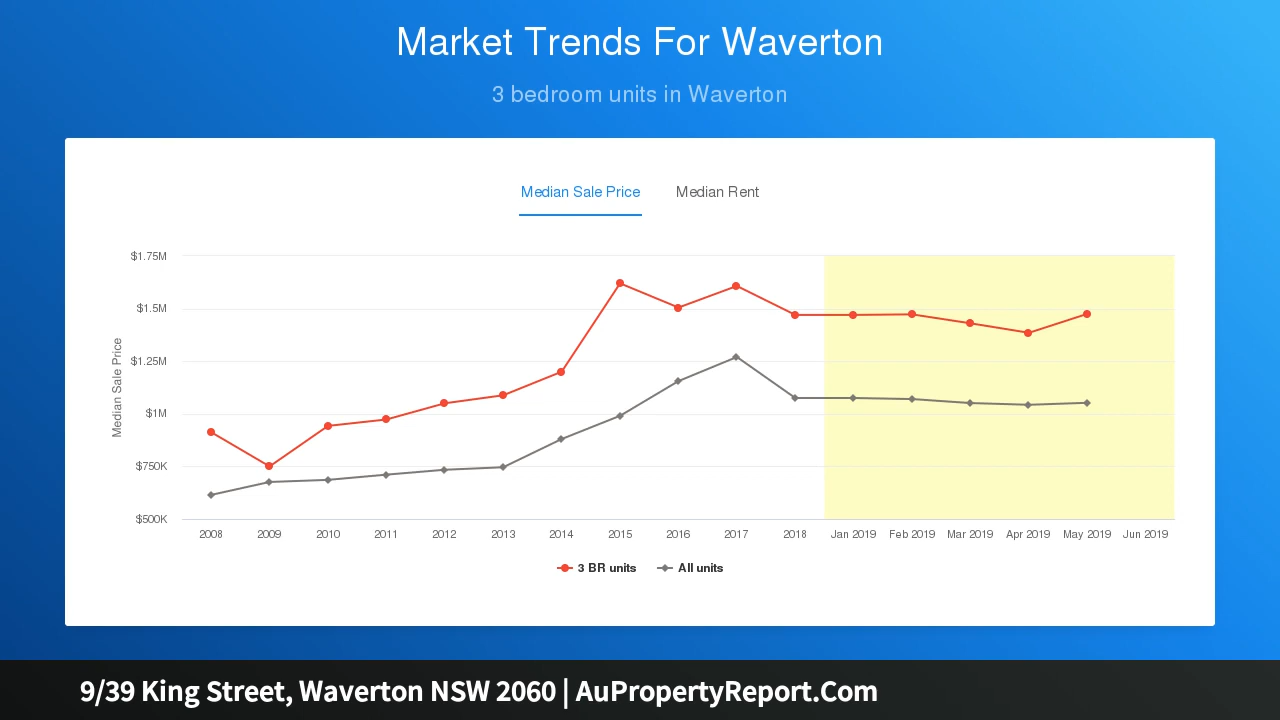 Market Trends For Waverton
3 bedroom units in Waverton
Median Sale Price Median Rent
$1.75M
$1.5M
$1.25M
$1M
$750K
$500K
Median Sale Price
2008 2009 2010 2011 2012 2013 2014 2015 2016 2017 2018 Jan 2019 Feb 2019 Mar 2019 Apr 2019 May 2019 Jun 2019
3 BR units All units
9/39 King Street, Waverton NSW 2060 | AuPropertyReport.Com